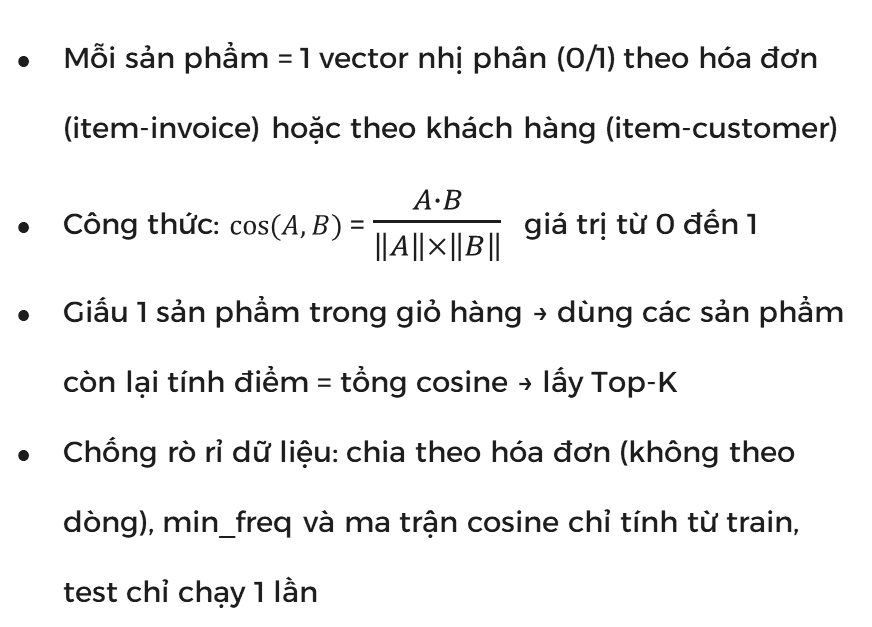 • Mỗi sản phẩm = 1 vector nhị phân (0/1) theo hóa đơn
(item-invoice) hoặc theo khách hàng (item-customer)
• Công thức: cos(A, B) = A·B / ‖A‖×‖B‖ giá trị từ 0 đến 1
• Giấu 1 sản phẩm trong giỏ hàng → dùng các sản phẩm
còn lại tính điểm = tổng cosine → lấy Top-K
• Chống rò rỉ dữ liệu: chia theo hóa đơn (không theo
dòng), min_freq và ma trận cosine chỉ tính từ train,
test chỉ chạy 1 lần